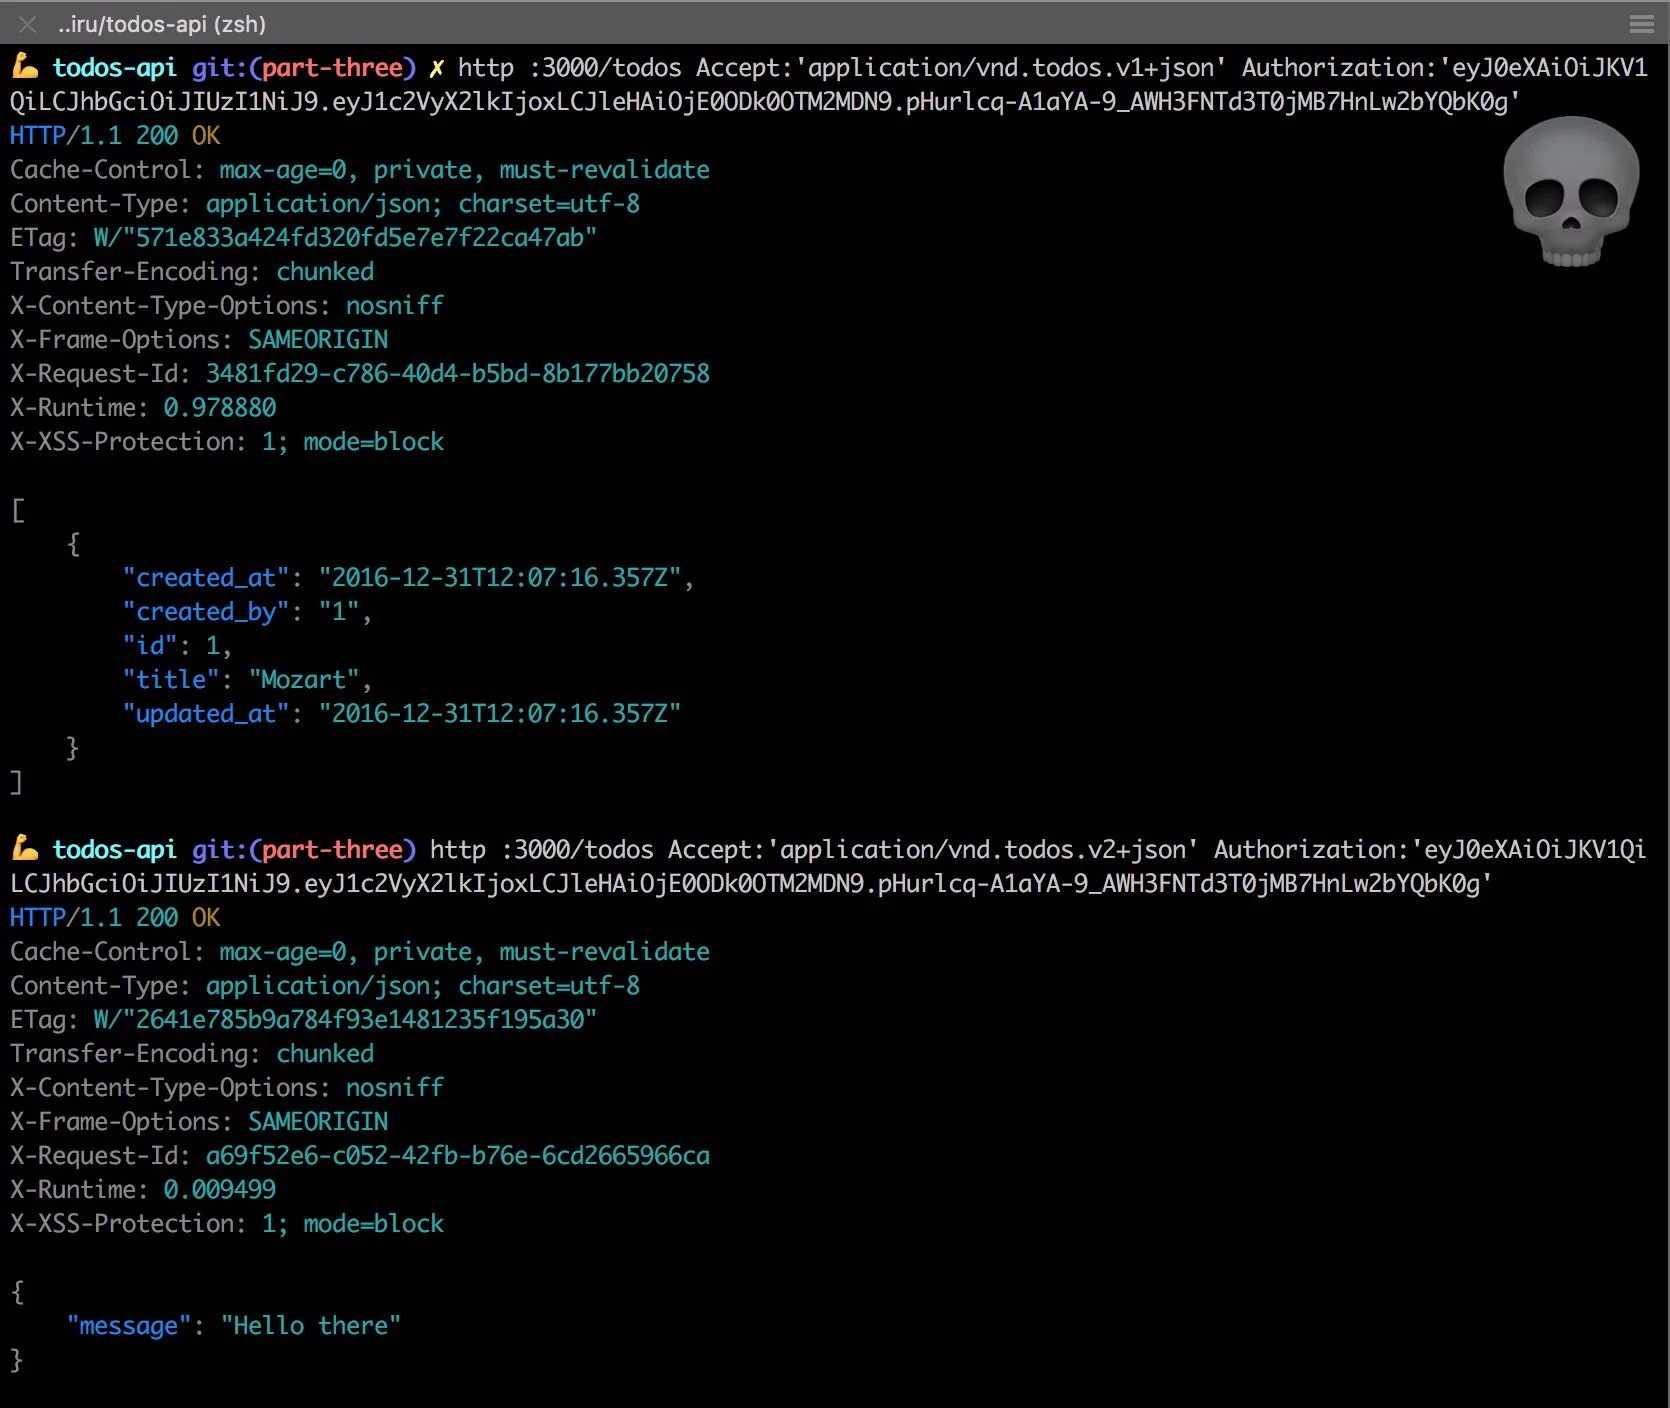 ..iru/todos-api (zsh)
💪 todos-api git:(part-three) ✗ http :3000/todos Accept:'application/vnd.todos.v1+json' Authorization:'eyJ0eXAiOiJKV1
QiLCJhbGciOiJIUzI1NiJ9.eyJ1c2VyX2lkIjoxLCJleHAiOjE0ODk0OTM2MDN9.pHurlcq-A1aYA-9_AWH3FNTd3T0jMB7HnLw2bYQbK0g'
HTTP/1.1 200 OK
Cache-Control: max-age=0, private, must-revalidate
Content-Type: application/json; charset=utf-8
ETag: W/"571e833a424fd320fd5e7e7f22ca47ab"
Transfer-Encoding: chunked
X-Content-Type-Options: nosniff
X-Frame-Options: SAMEORIGIN
X-Request-Id: 3481fd29-c786-40d4-b5bd-8b177bb20758
X-Runtime: 0.978880
X-XSS-Protection: 1; mode=block
[
    {
        "created_at": "2016-12-31T12:07:16.357Z",
        "created_by": "1",
        "id": 1,
        "title": "Mozart",
        "updated_at": "2016-12-31T12:07:16.357Z"
    }
]
💪 todos-api git:(part-three) http :3000/todos Accept:'application/vnd.todos.v2+json' Authorization:'eyJ0eXAiOiJKV1Qi
LCJhbGciOiJIUzI1NiJ9.eyJ1c2VyX2lkIjoxLCJleHAiOjE0ODk0OTM2MDN9.pHurlcq-A1aYA-9_AWH3FNTd3T0jMB7HnLw2bYQbK0g'
HTTP/1.1 200 OK
Cache-Control: max-age=0, private, must-revalidate
Content-Type: application/json; charset=utf-8
ETag: W/"2641e785b9a784f93e1481235f195a30"
Transfer-Encoding: chunked
X-Content-Type-Options: nosniff
X-Frame-Options: SAMEORIGIN
X-Request-Id: a69f52e6-c052-42fb-b76e-6cd2665966ca
X-Runtime: 0.009499
X-XSS-Protection: 1; mode=block
{
    "message": "Hello there"
}